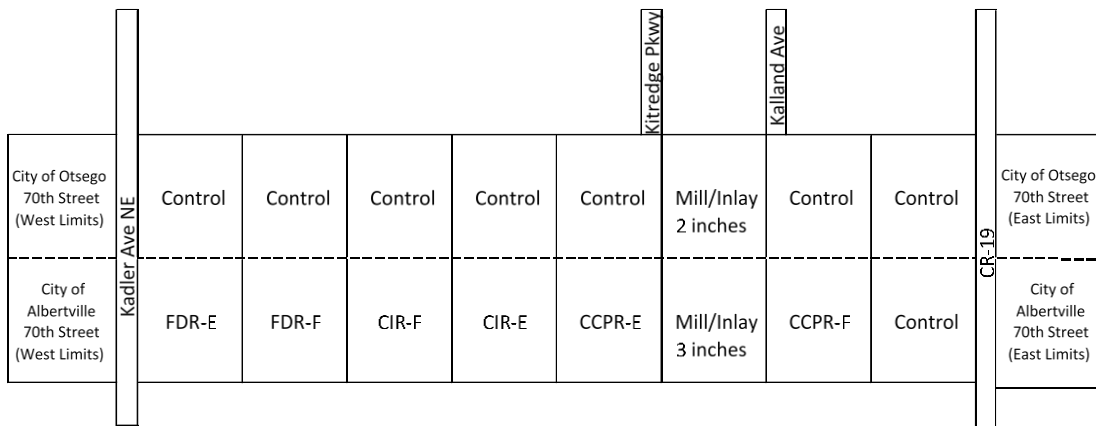 Kitredge Pkwy
Kalland Ave
City of Otsego
70th Street
(West Limits)
Kadler Ave NE
Control
Control
Control
Control
Control
Mill/Inlay
2 inches
Control
Control
CR-19
City of Otsego
70th Street
(East Limits)
City of
Albertville
70th Street
(West Limits)
FDR-E
FDR-F
CIR-F
CIR-E
CCPR-E
Mill/Inlay
3 inches
CCPR-F
Control
City of
Albertville
70th Street
(East Limits)